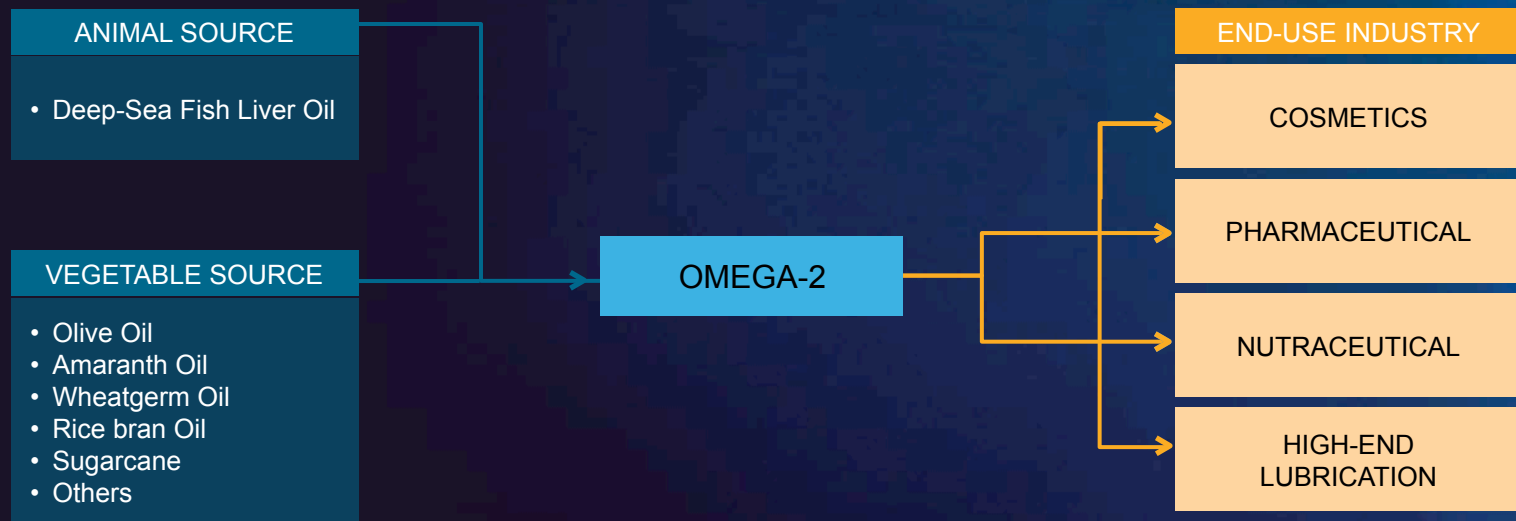 ANIMAL SOURCE
• Deep-Sea Fish Liver Oil
VEGETABLE SOURCE
• Olive Oil
• Amaranth Oil
• Wheatgerm Oil
• Rice bran Oil
• Sugarcane
• Others
OMEGA-2
END-USE INDUSTRY
COSMETICS
PHARMACEUTICAL
NUTRACEUTICAL
HIGH-END
LUBRICATION